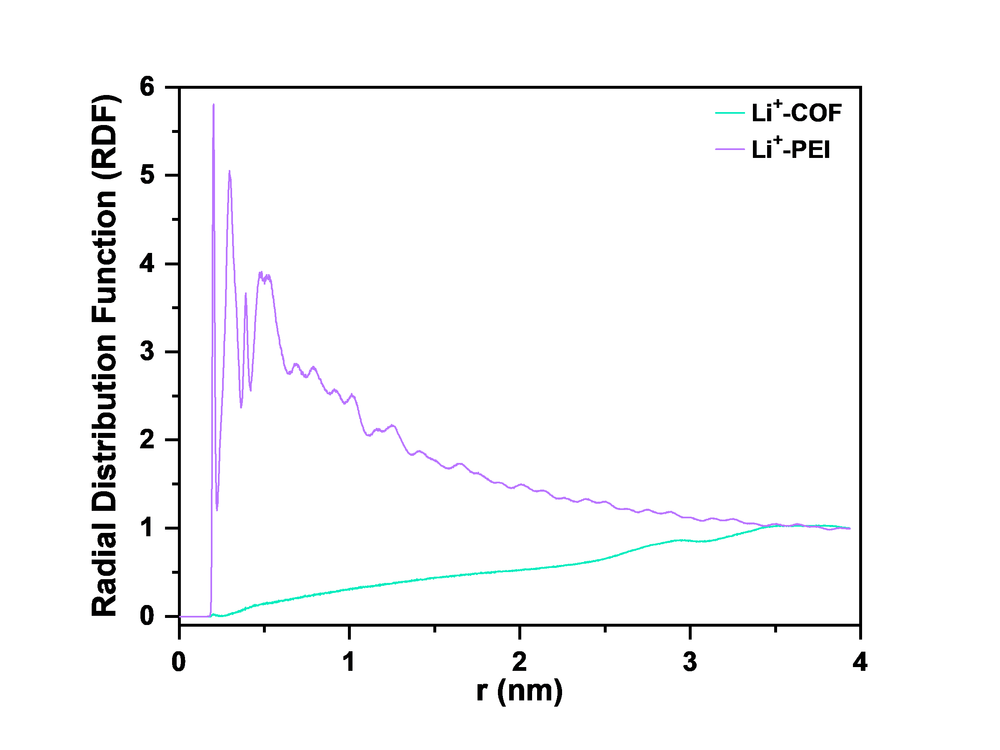 Radial Distribution Function (RDF)
6
5
4
3
2
1
0
Li⁺-COF
Li⁺-PEI
0 1 2 3 4
r (nm)